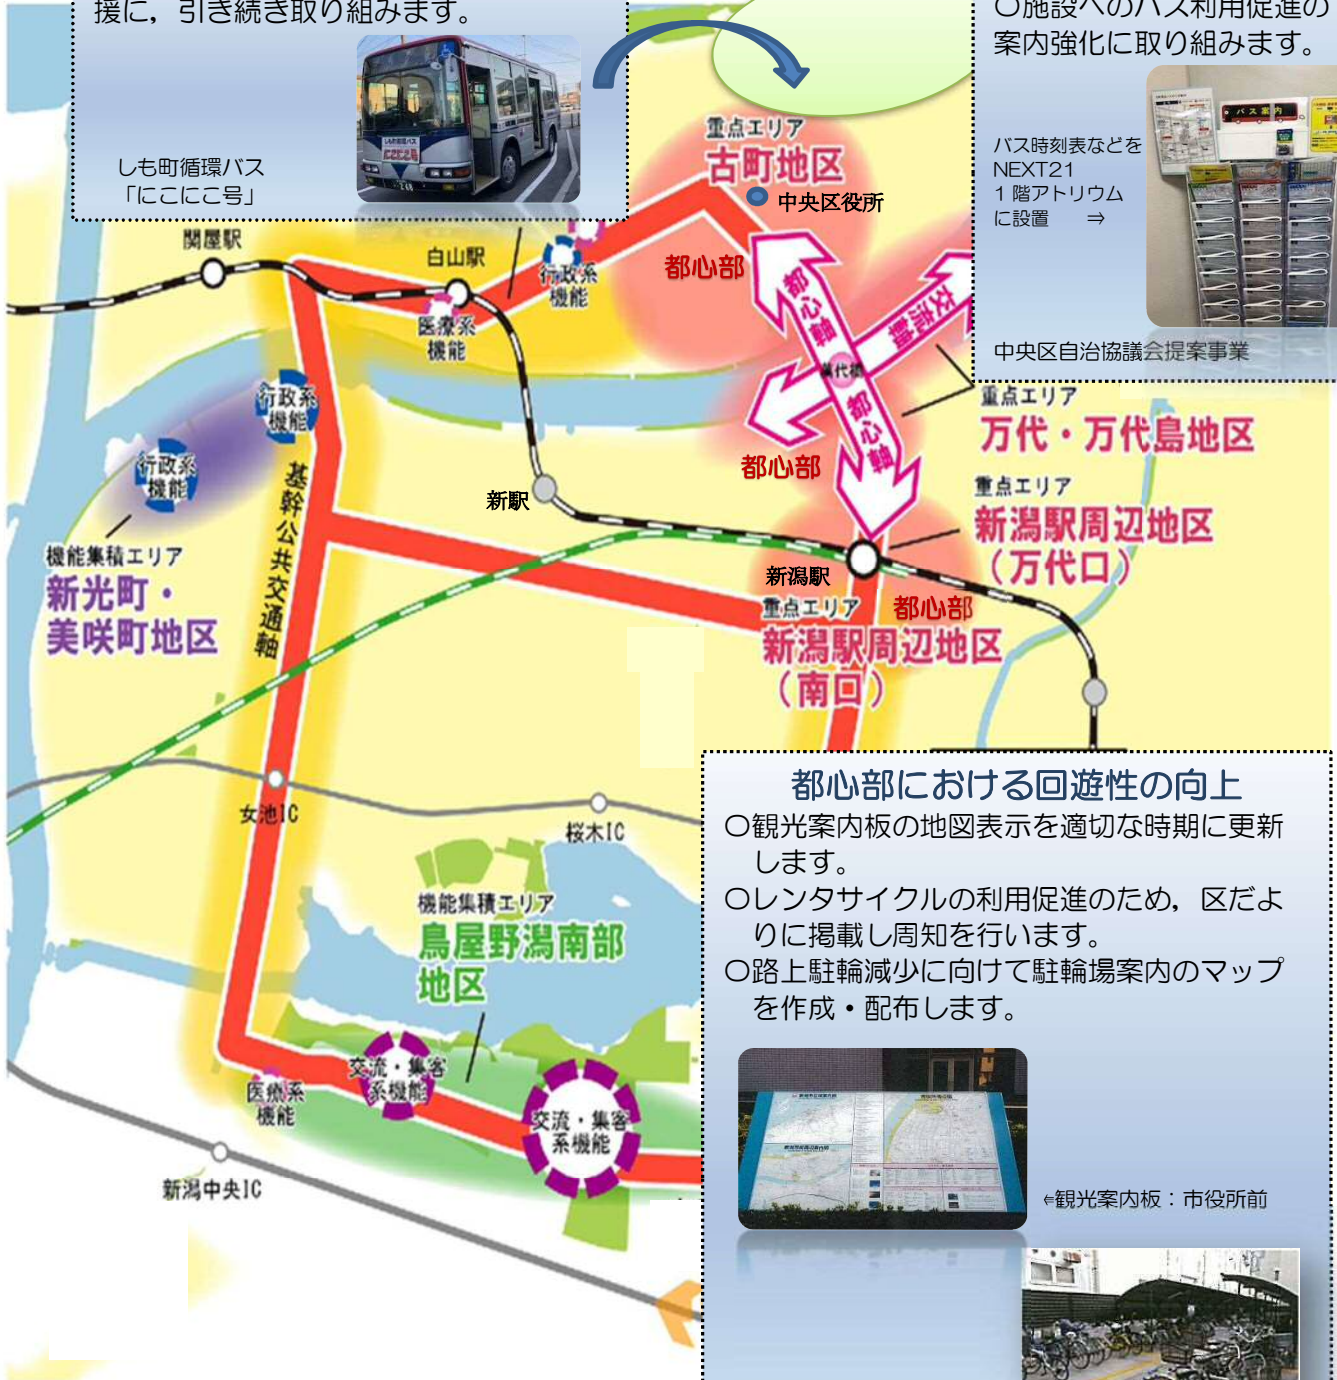 援に，引き続き取り組みます。
しも町循環バス
「にこにこ号」
〇施設へのバス利用促進の
案内強化に取り組みます。
バス案内
バス時刻表などを
NEXT21
１階アトリウム
に設置　⇒
中央区自治協議会提案事業
重点エリア
古町地区
中央区役所
関屋駅
白山駅
行政系
機能
医療系
機能
都心部
都心軸
交流軸
萬代橋
都心軸
都心部
重点エリア
万代・万代島地区
重点エリア
新潟駅周辺地区
（万代口）
行政系
機能
行政系
機能
基幹公共交通軸
新駅
機能集積エリア
新光町・
美咲町地区
新潟駅
都心部
重点エリア
新潟駅周辺地区
（南口）
女池IC
桜木IC
機能集積エリア
鳥屋野潟南部
地区
医療系
機能
交流・集客
系機能
交流・集客
系機能
新潟中央IC
都心部における回遊性の向上
〇観光案内板の地図表示を適切な時期に更新
します。
〇レンタサイクルの利用促進のため，区だよ
りに掲載し周知を行います。
〇路上駐輪減少に向けて駐輪場案内のマップ
を作成・配布します。
⇐観光案内板：市役所前